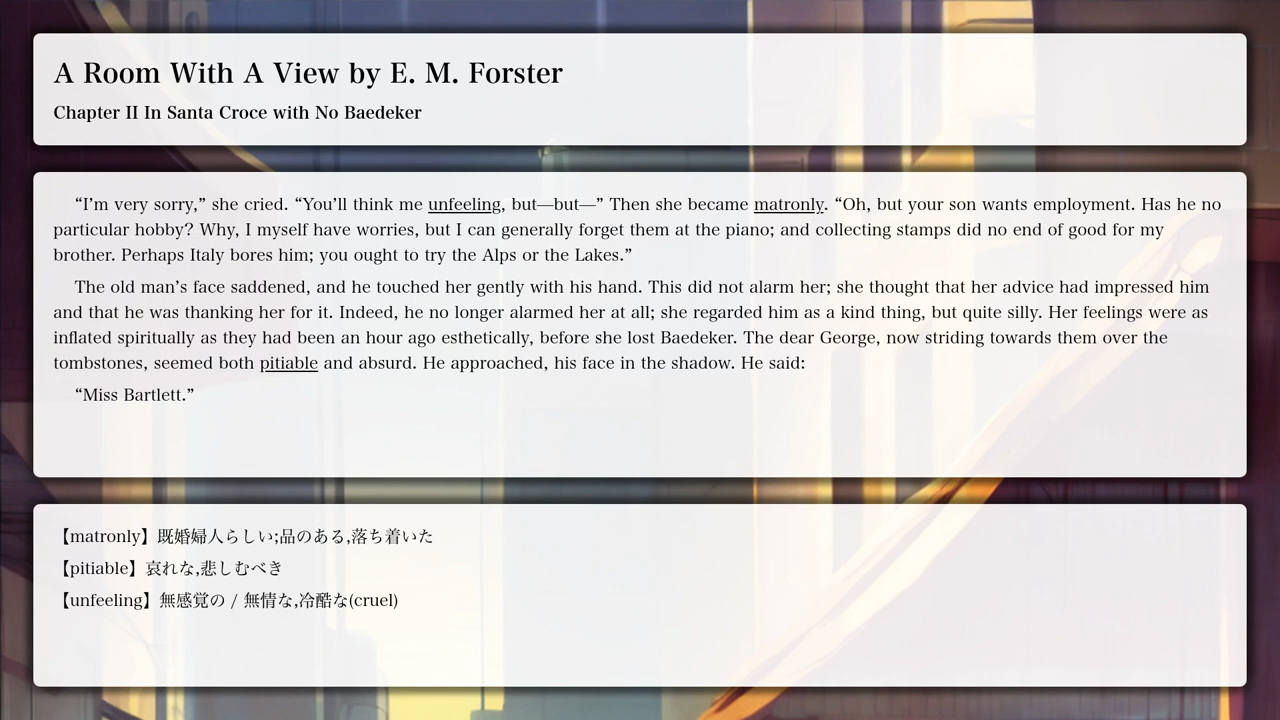 A Room With A View by E. M. Forster
Chapter II In Santa Croce with No Baedeker
“I’m very sorry,” she cried. “You’ll think me unfeeling, but—but—” Then she became matronly. “Oh, but your son wants employment. Has he no
particular hobby? Why, I myself have worries, but I can generally forget them at the piano; and collecting stamps did no end of good for my
brother. Perhaps Italy bores him; you ought to try the Alps or the Lakes.”
The old man’s face saddened, and he touched her gently with his hand. This did not alarm her; she thought that her advice had impressed him
and that he was thanking her for it. Indeed, he no longer alarmed her at all; she regarded him as a kind thing, but quite silly. Her feelings were as
inflated spiritually as they had been an hour ago esthetically, before she lost Baedeker. The dear George, now striding towards them over the
tombstones, seemed both pitiable and absurd. He approached, his face in the shadow. He said:
“Miss Bartlett.”
【matronly】既婚婦人らしい;品のある,落ち着いた
【pitiable】哀れな,悲しむべき
【unfeeling】無感覚の / 無情な,冷酷な(cruel)